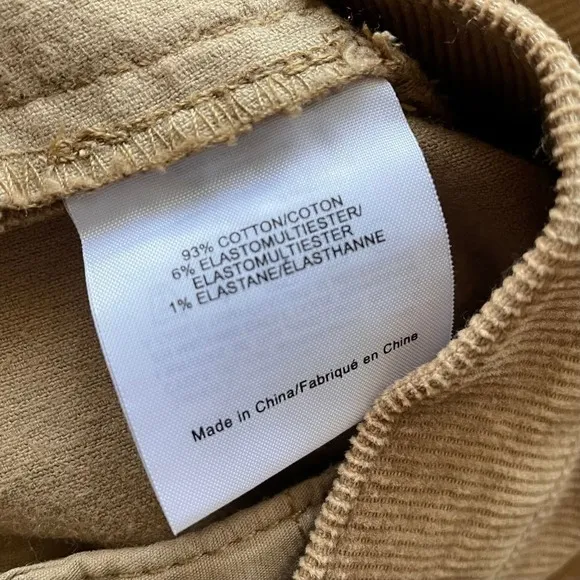 93% COTTON/COTON
6% ELASTOMULTIESTER/
ELASTOMULTIESTER
1% ELASTANE/ÉLASTHANNE
Made in China/Fabriqué en Chine